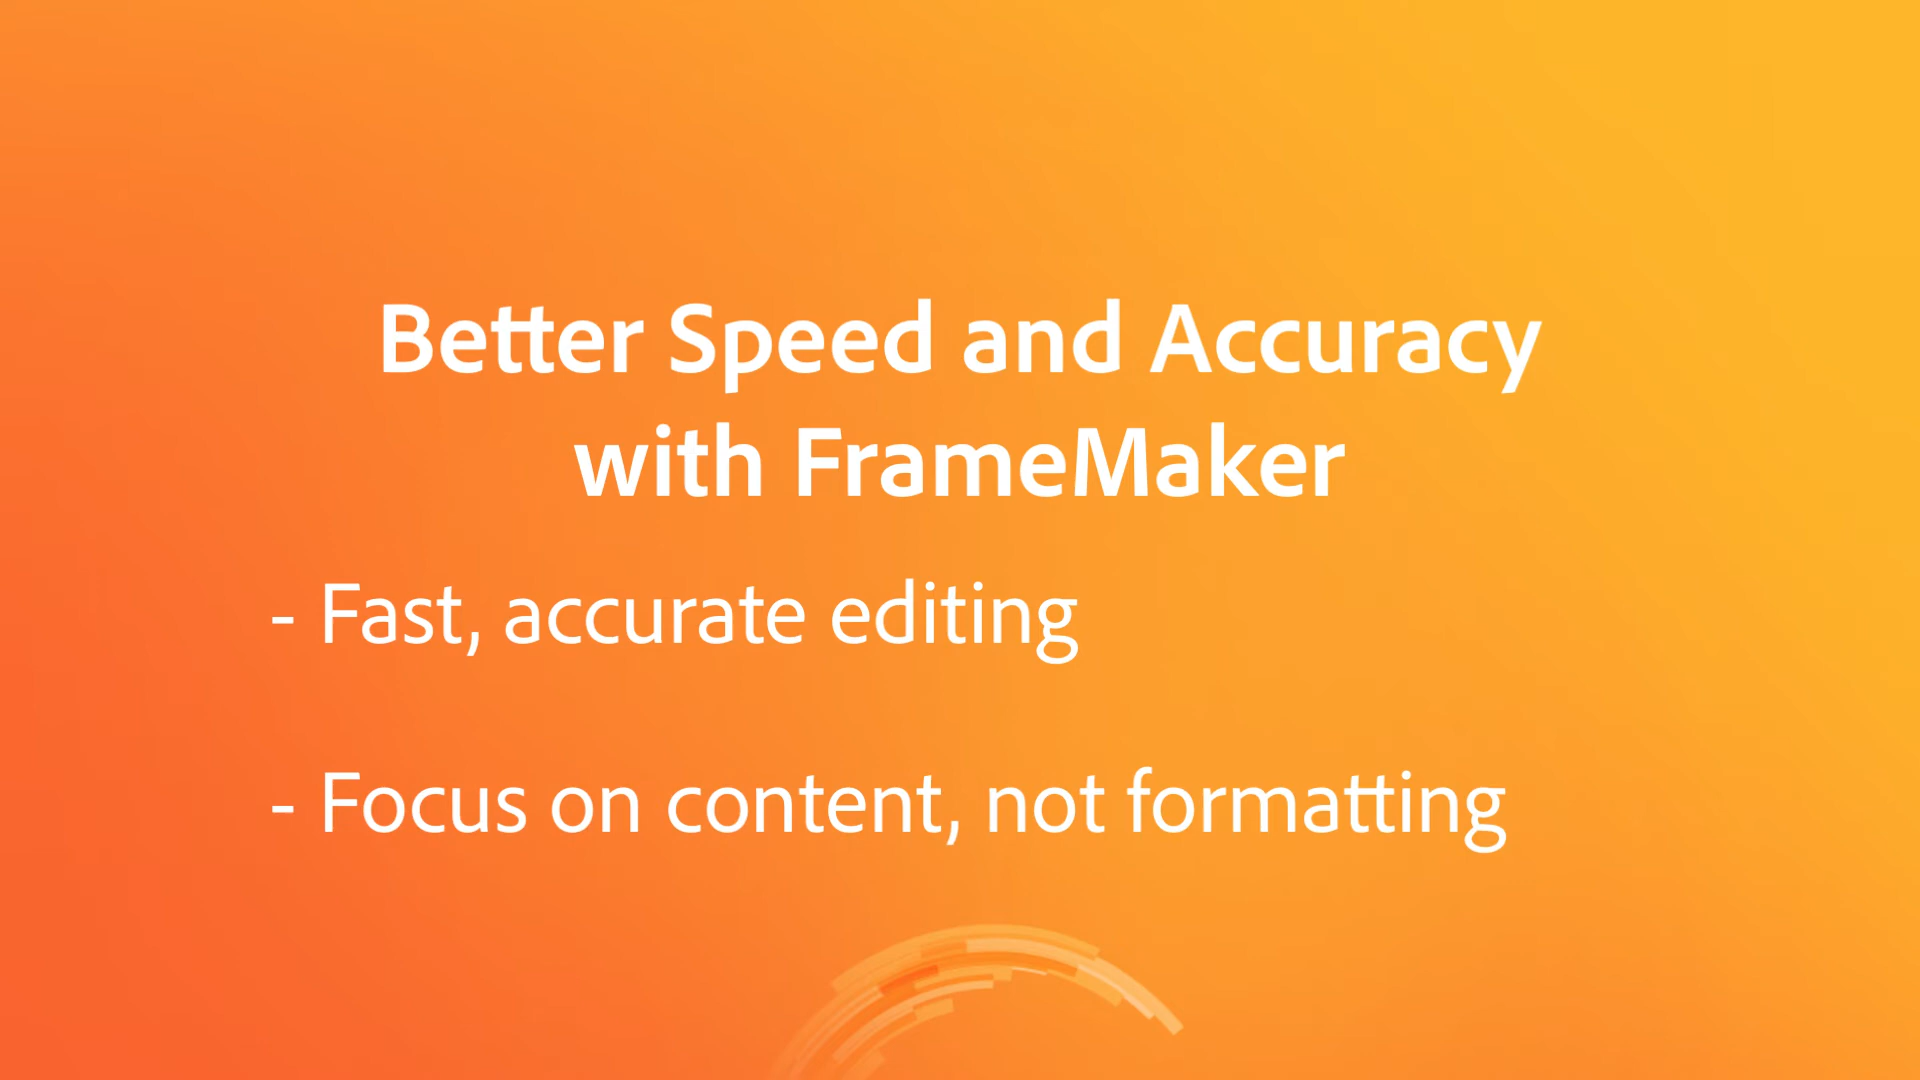 Better Speed and Accuracy
with FrameMaker
- Fast, accurate editing
- Focus on content, not formatting